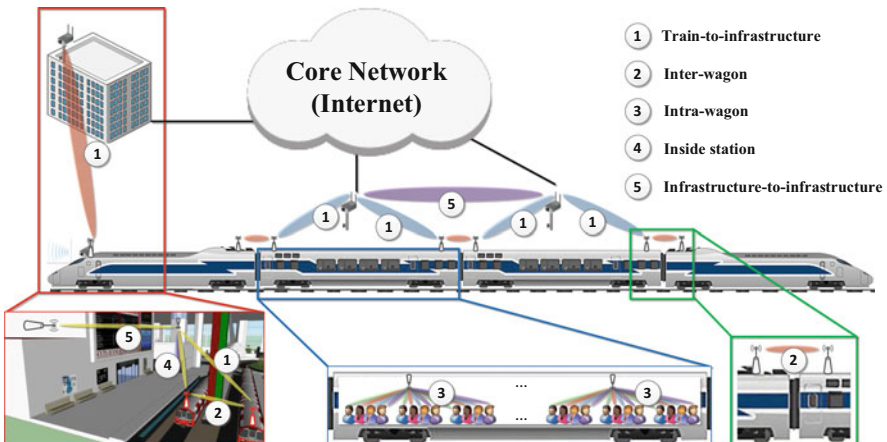 Core Network
(Internet)
1 Train-to-infrastructure
2 Inter-wagon
3 Intra-wagon
4 Inside station
5 Infrastructure-to-infrastructure
1
5
1
1
1
1
5
4
1
2
3
...
...
3
2